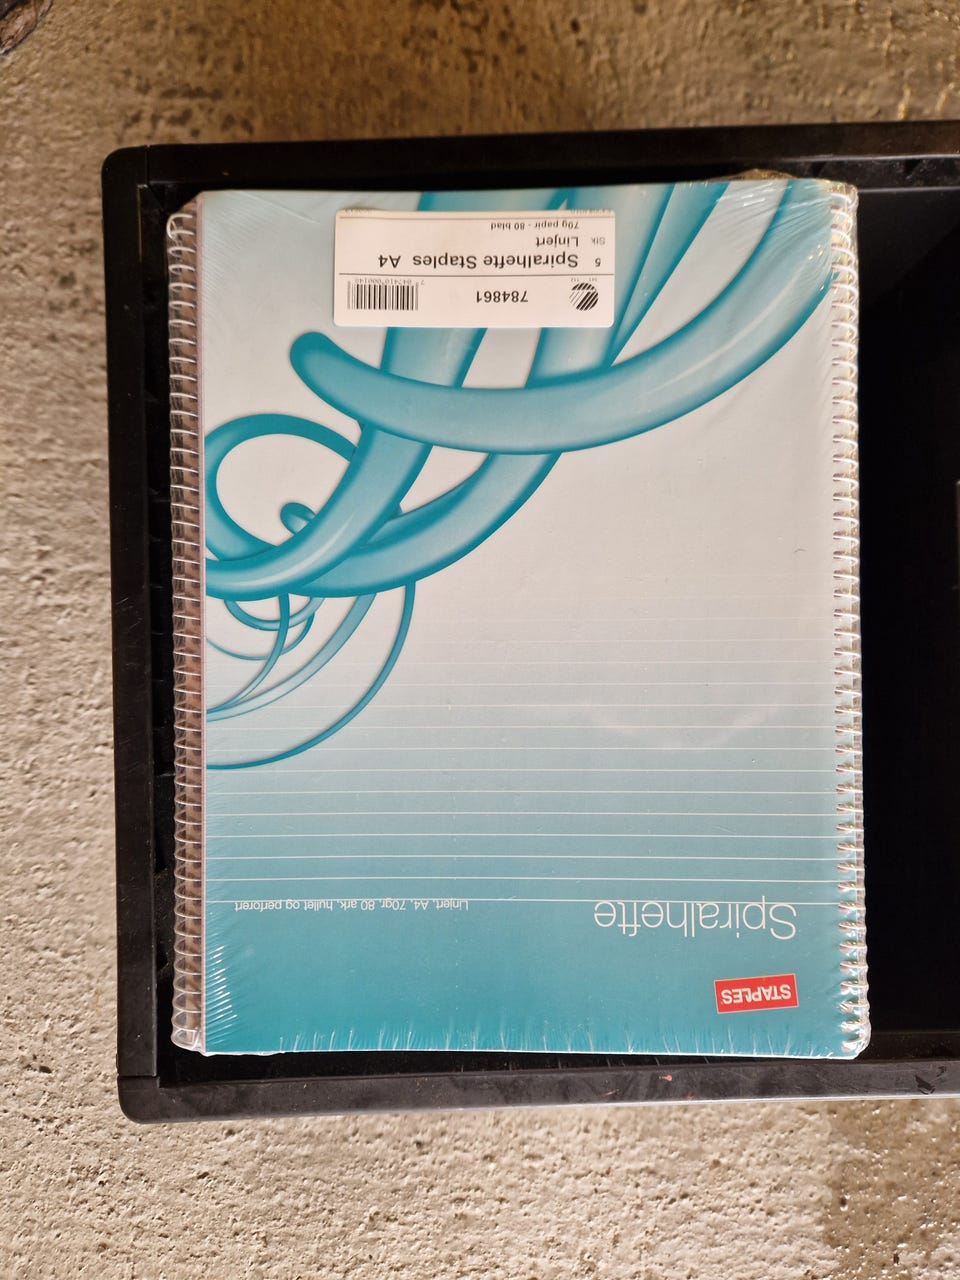 STAPLES
Spiralhefte
Linjert, A4, 70gr, 80 ark, hullet og perforert
784861
5 Spiralhefte Staples A4
Stk Linjert
70g papir - 80 blad